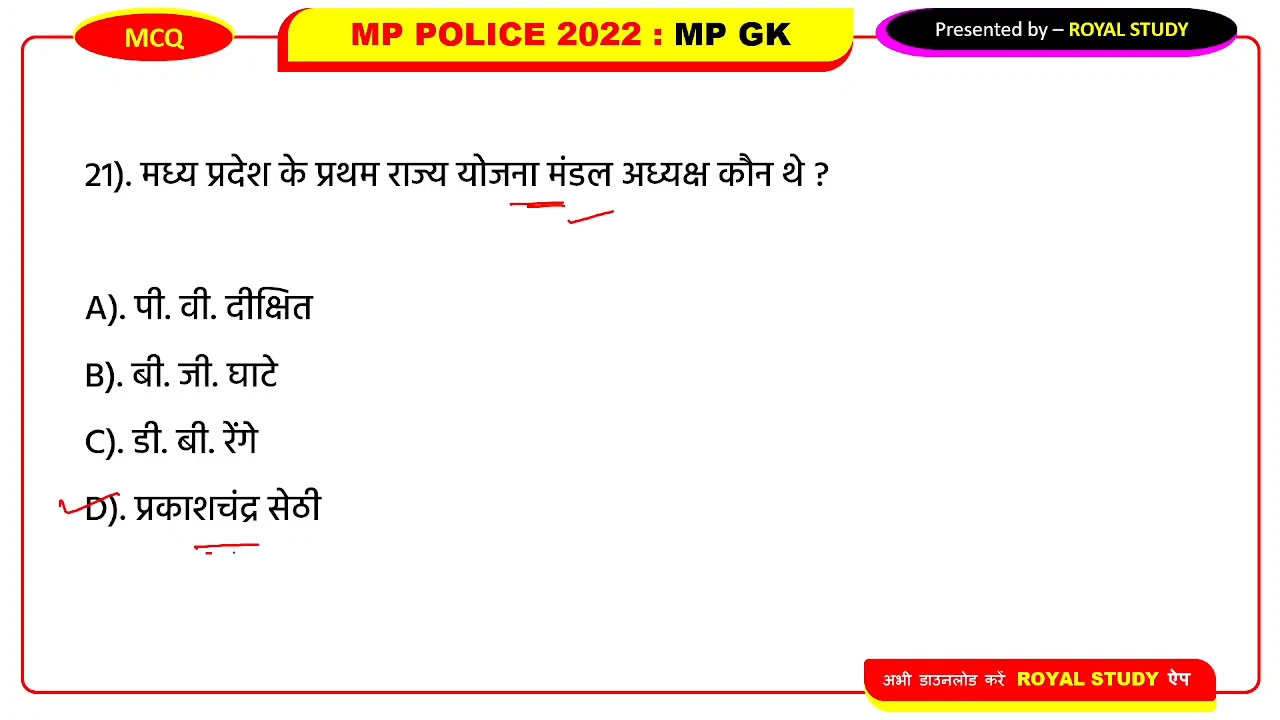 MCQ
MP POLICE 2022 : MP GK
Presented by – ROYAL STUDY
21). मध्य प्रदेश के प्रथम राज्य योजना मंडल अध्यक्ष कौन थे ?
A). पी. वी. दीक्षित
B). बी. जी. घाटे
C). डी. बी. रेंगे
D). प्रकाशचंद्र सेठी
अभी डाउनलोड करें ROYAL STUDY ऐप